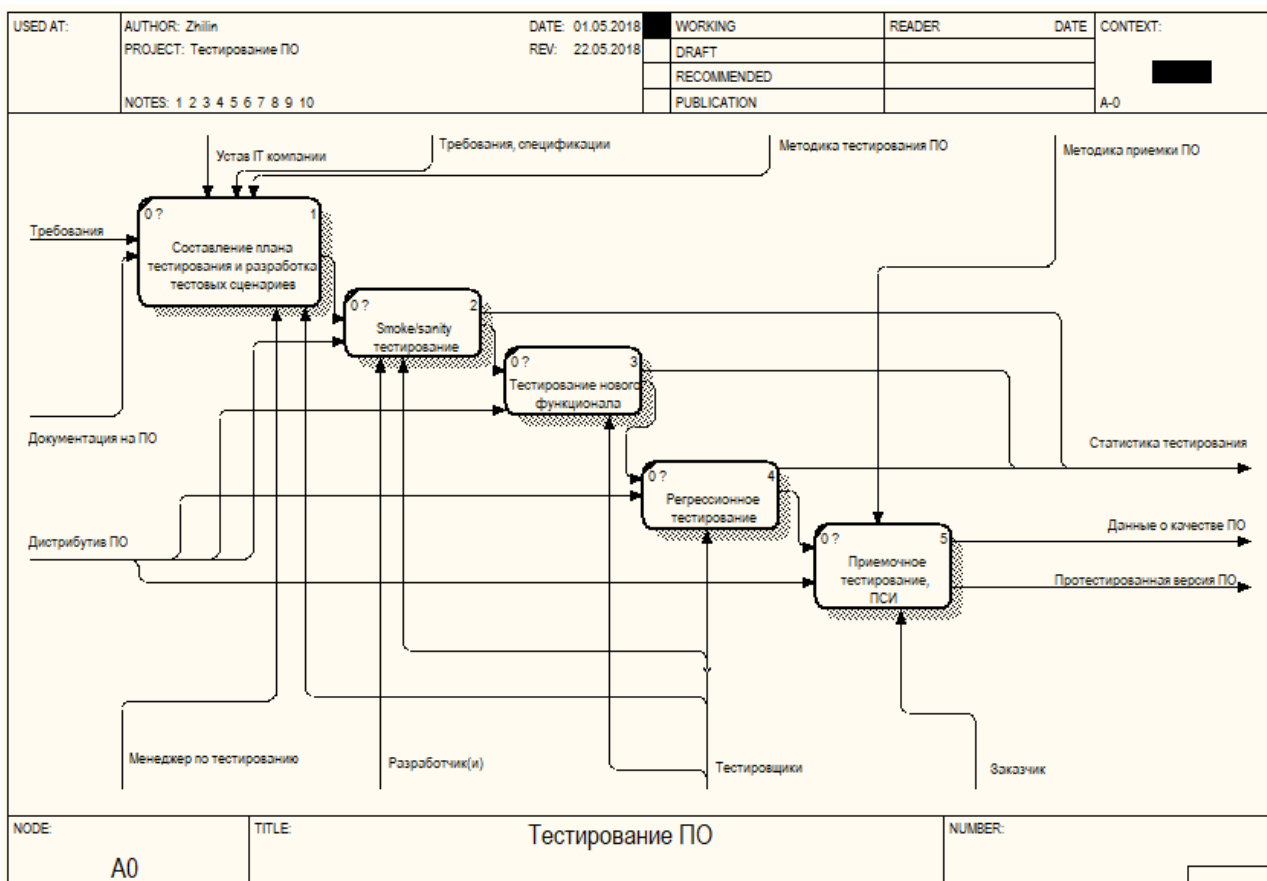 USED AT:
AUTHOR: Zhilin
DATE: 01.05.2018
WORKING
READER
DATE
CONTEXT:
PROJECT: Тестирование ПО
REV: 22.05.2018
DRAFT
RECOMMENDED
NOTES: 1 2 3 4 5 6 7 8 9 10
PUBLICATION
A-0
Устав IT компании
Требования, спецификации
Методика тестирования ПО
Методика приемки ПО
0 ?
1
Требования
Составление плана
тестирования и разработка
тестовых сценариев
0 ?
2
Smoke/sanity
тестирование
0 ?
3
Тестирование нового
функционала
Документация на ПО
Статистика тестирования
0 ?
4
Регрессионное
тестирование
Дистрибутив ПО
Данные о качестве ПО
0 ?
5
Приемочное
тестирование,
ПСИ
Протестированная версия ПО
Менеджер по тестированию
Разработчик(и)
Тестировщики
Заказчик
NODE:
TITLE:
Тестирование ПО
NUMBER:
A0